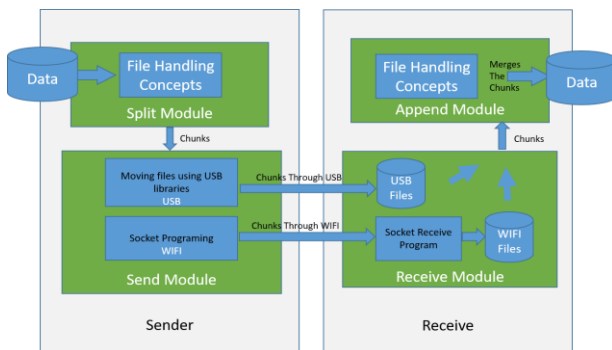 Data
File Handling
Concepts
Split Module
Chunks
Moving files using USB
libraries
USB
Socket Programing
WIFI
Send Module
Sender
Chunks Through USB
Chunks Through WIFI
File Handling
Concepts
Merges
The
Chunks
Data
Append Module
Chunks
USB
Files
Socket Receive
Program
WIFI
Files
Receive Module
Receive